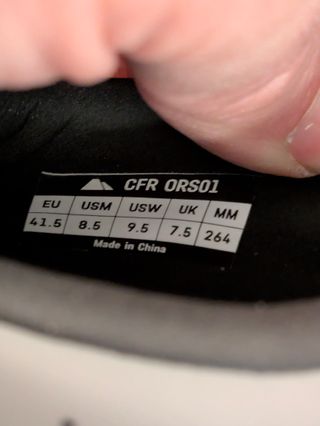 CFR ORS01
EU USM USW UK MM
41.5 8.5 9.5 7.5 264
Made in China